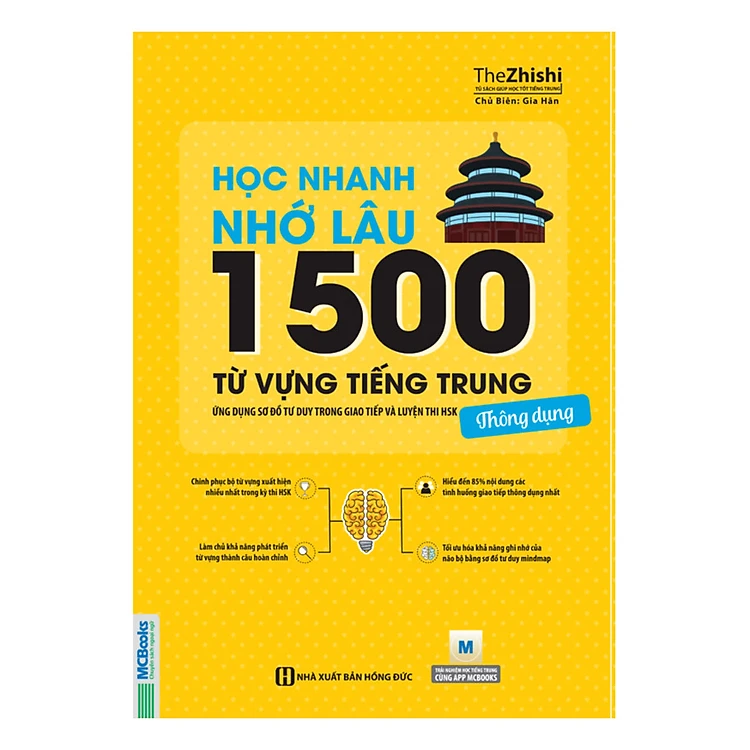 TheZhishi
TỦ SÁCH GIÚP HỌC TỐT TIẾNG TRUNG
Chủ Biên: Gia Hân
HỌC NHANH
NHỚ LÂU
1500
TỪ VỰNG TIẾNG TRUNG
ỨNG DỤNG SƠ ĐỒ TƯ DUY TRONG GIAO TIẾP VÀ LUYỆN THI HSK
Thông dụng
Chinh phục bộ từ vựng xuất hiện
nhiều nhất trong kỳ thi HSK
Hiểu đến 85% nội dung các
tình huống giao tiếp thông dụng nhất
Làm chủ khả năng phát triển
từ vựng thành câu hoàn chỉnh
Tối ưu hóa khả năng ghi nhớ của
não bộ bằng sơ đồ tư duy mindmap
MCBooks
Chuyên sách ngoại ngữ
NHÀ XUẤT BẢN HỒNG ĐỨC
M
TRẢI NGHIỆM HỌC TIẾNG TRUNG
CÙNG APP MCBOOKS